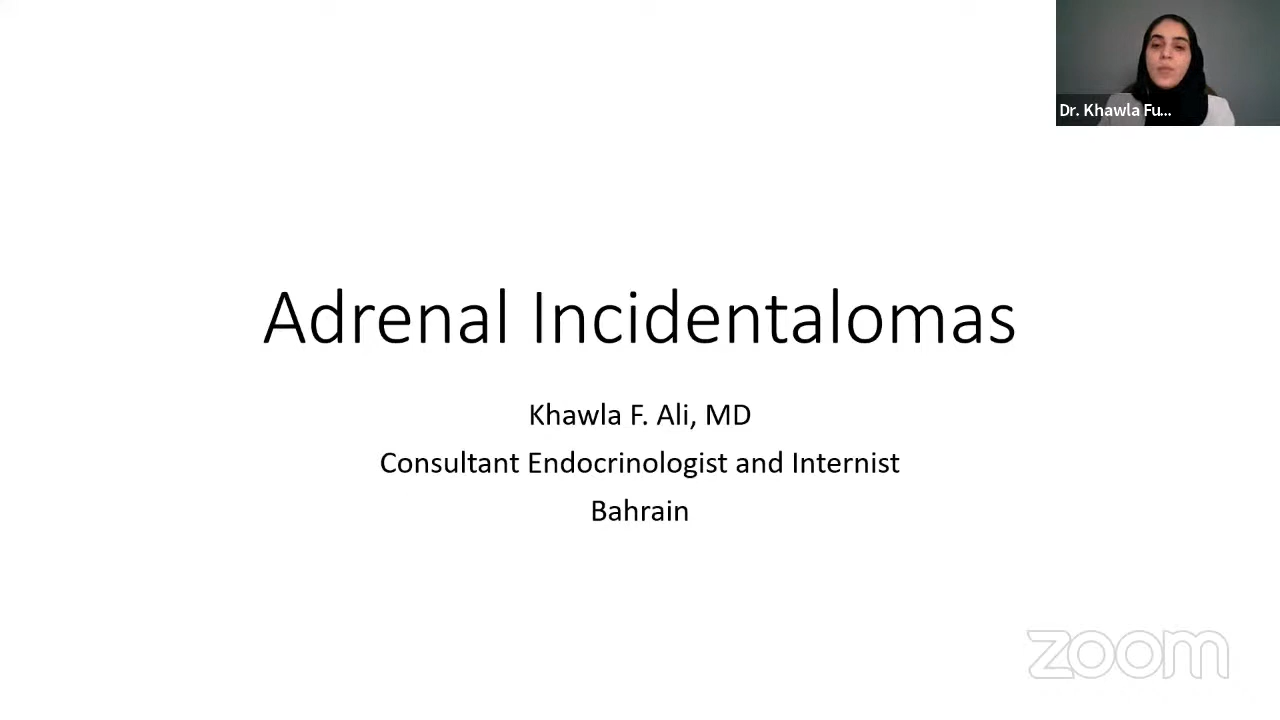 Dr. Khawla Fu...
Adrenal Incidentalomas
Khawla F. Ali, MD
Consultant Endocrinologist and Internist
Bahrain
zoom